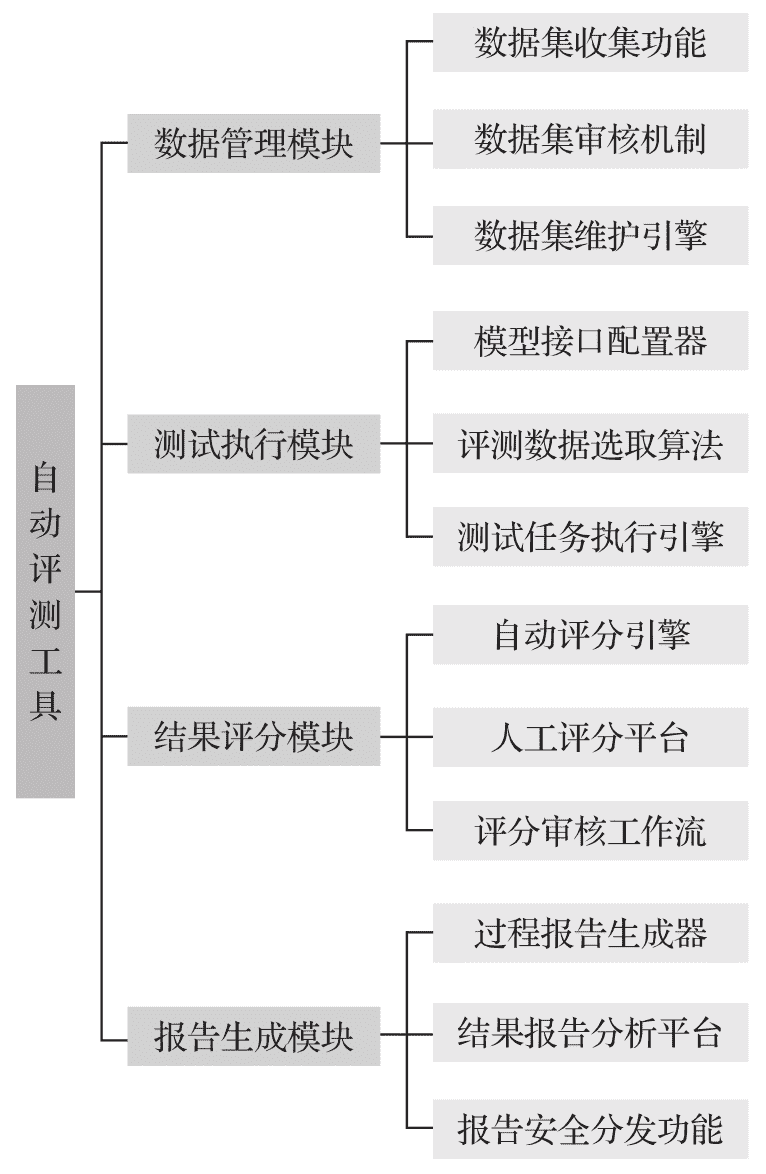 自动评测工具
数据管理模块
数据集收集功能
数据集审核机制
数据集维护引擎
测试执行模块
模型接口配置器
评测数据选取算法
测试任务执行引擎
结果评分模块
自动评分引擎
人工评分平台
评分审核工作流
报告生成模块
过程报告生成器
结果报告分析平台
报告安全分发功能